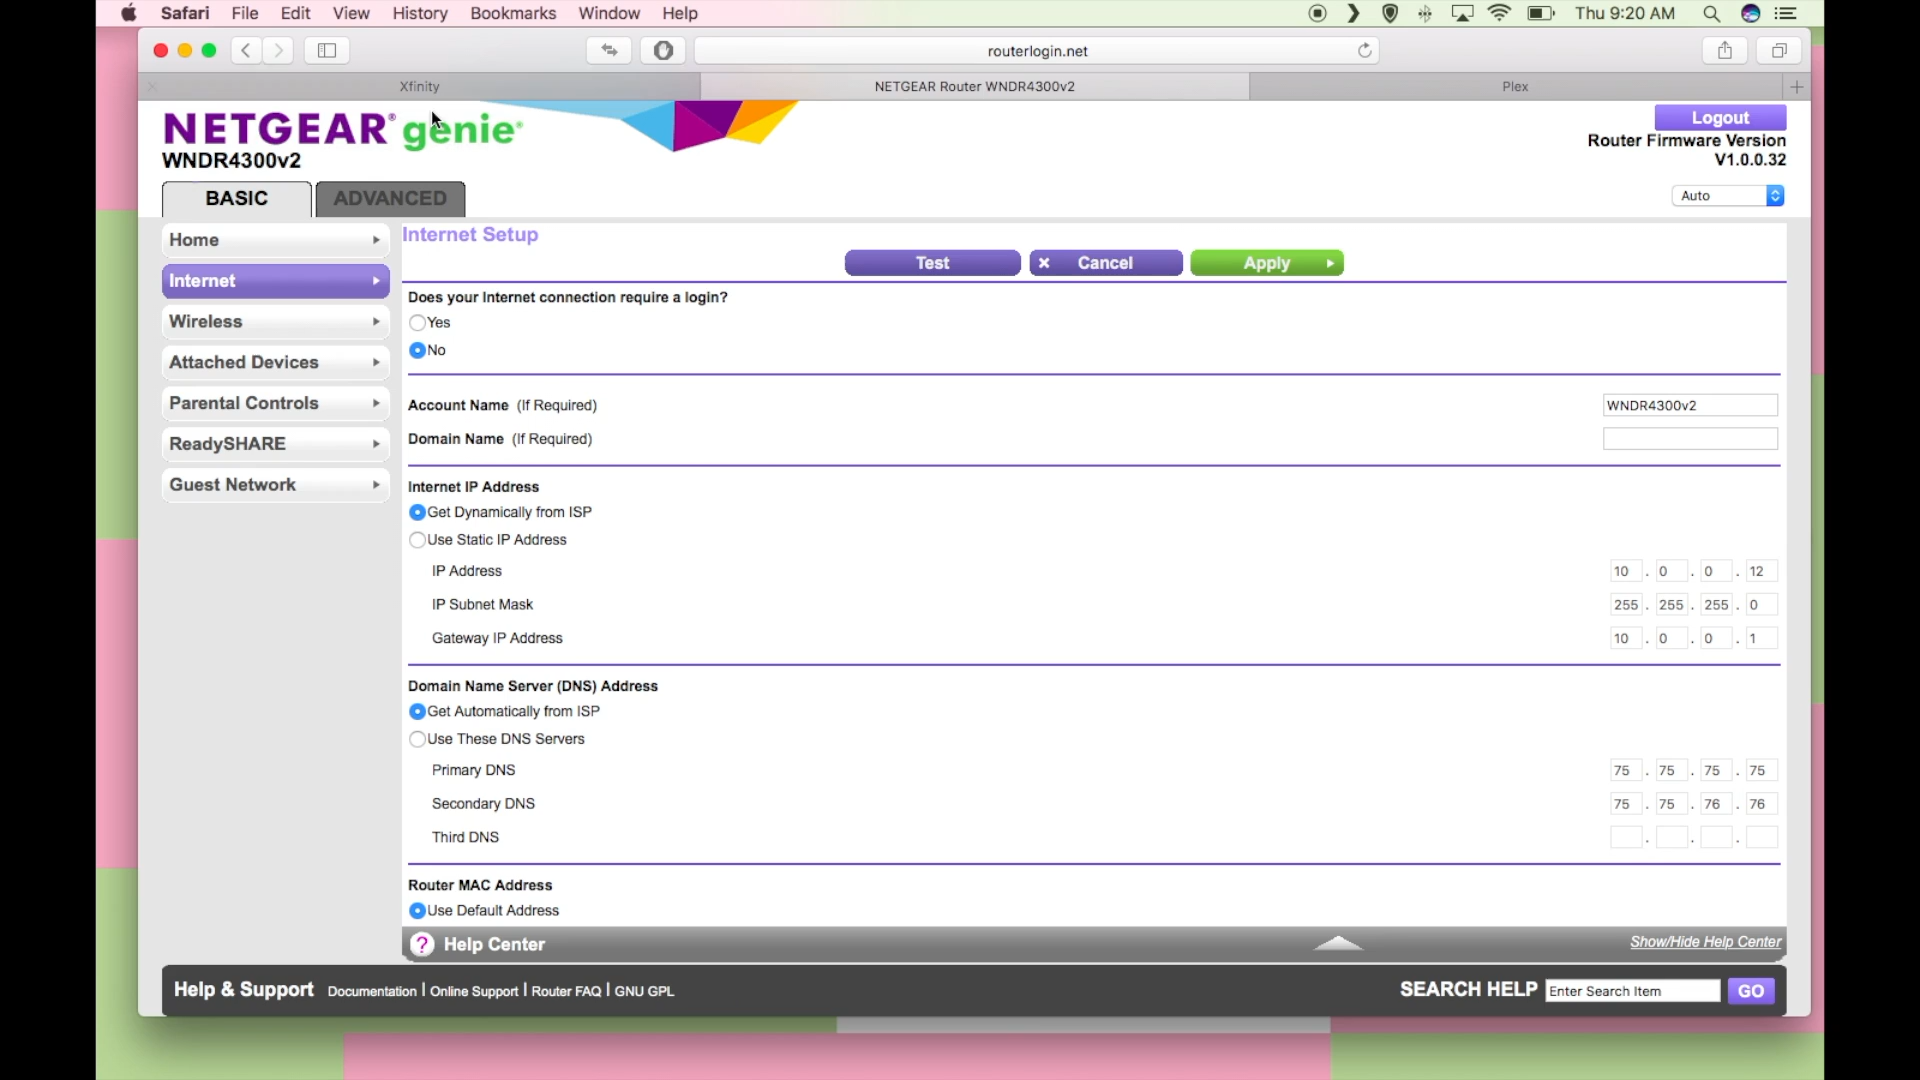 Safari File Edit View History Bookmarks Window Help Thu 9:20 AM
routerlogin.net
Xfinity NETGEAR Router WNDR4300v2 Plex
NETGEAR® genie®
WNDR4300v2
Logout
Router Firmware Version
V1.0.0.32
BASIC ADVANCED
Auto
Home
Internet
Wireless
Attached Devices
Parental Controls
ReadySHARE
Guest Network
Internet Setup
Test Cancel Apply
Does your Internet connection require a login?
Yes
No
Account Name (If Required) WNDR4300v2
Domain Name (If Required)
Internet IP Address
Get Dynamically from ISP
Use Static IP Address
IP Address 10 . 0 . 0 . 12
IP Subnet Mask 255 . 255 . 255 . 0
Gateway IP Address 10 . 0 . 0 . 1
Domain Name Server (DNS) Address
Get Automatically from ISP
Use These DNS Servers
Primary DNS 75 . 75 . 75 . 75
Secondary DNS 75 . 75 . 76 . 76
Third DNS . . .
Router MAC Address
Use Default Address
? Help Center Show/Hide Help Center
Help & Support Documentation | Online Support | Router FAQ | GNU GPL SEARCH HELP Enter Search Item GO